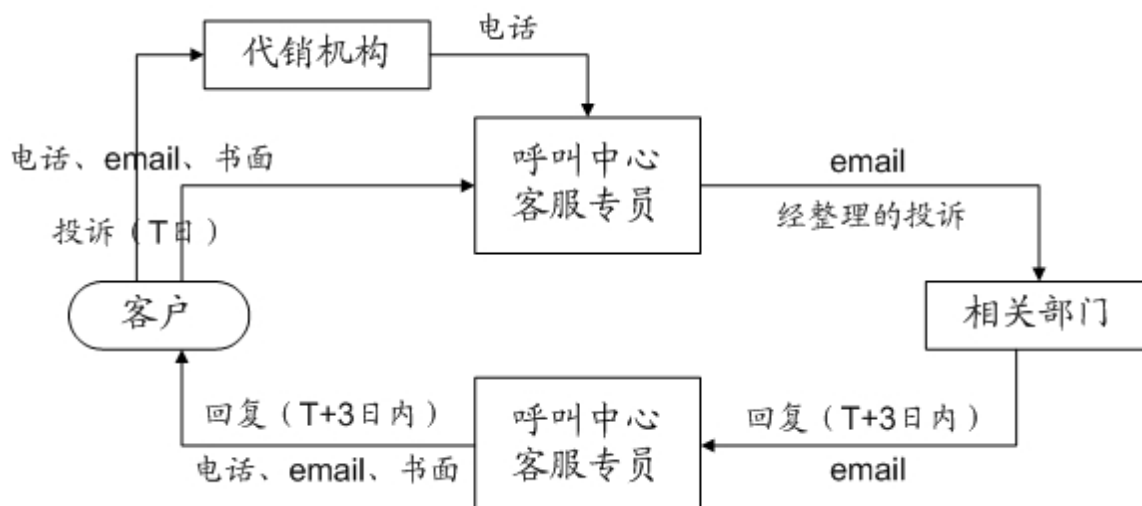 代销机构
电话
电话、email、书面
投诉（T日）
呼叫中心
客服专员
email
经整理的投诉
客户
相关部门
回复（T+3日内）
电话、email、书面
呼叫中心
客服专员
回复（T+3日内）
email